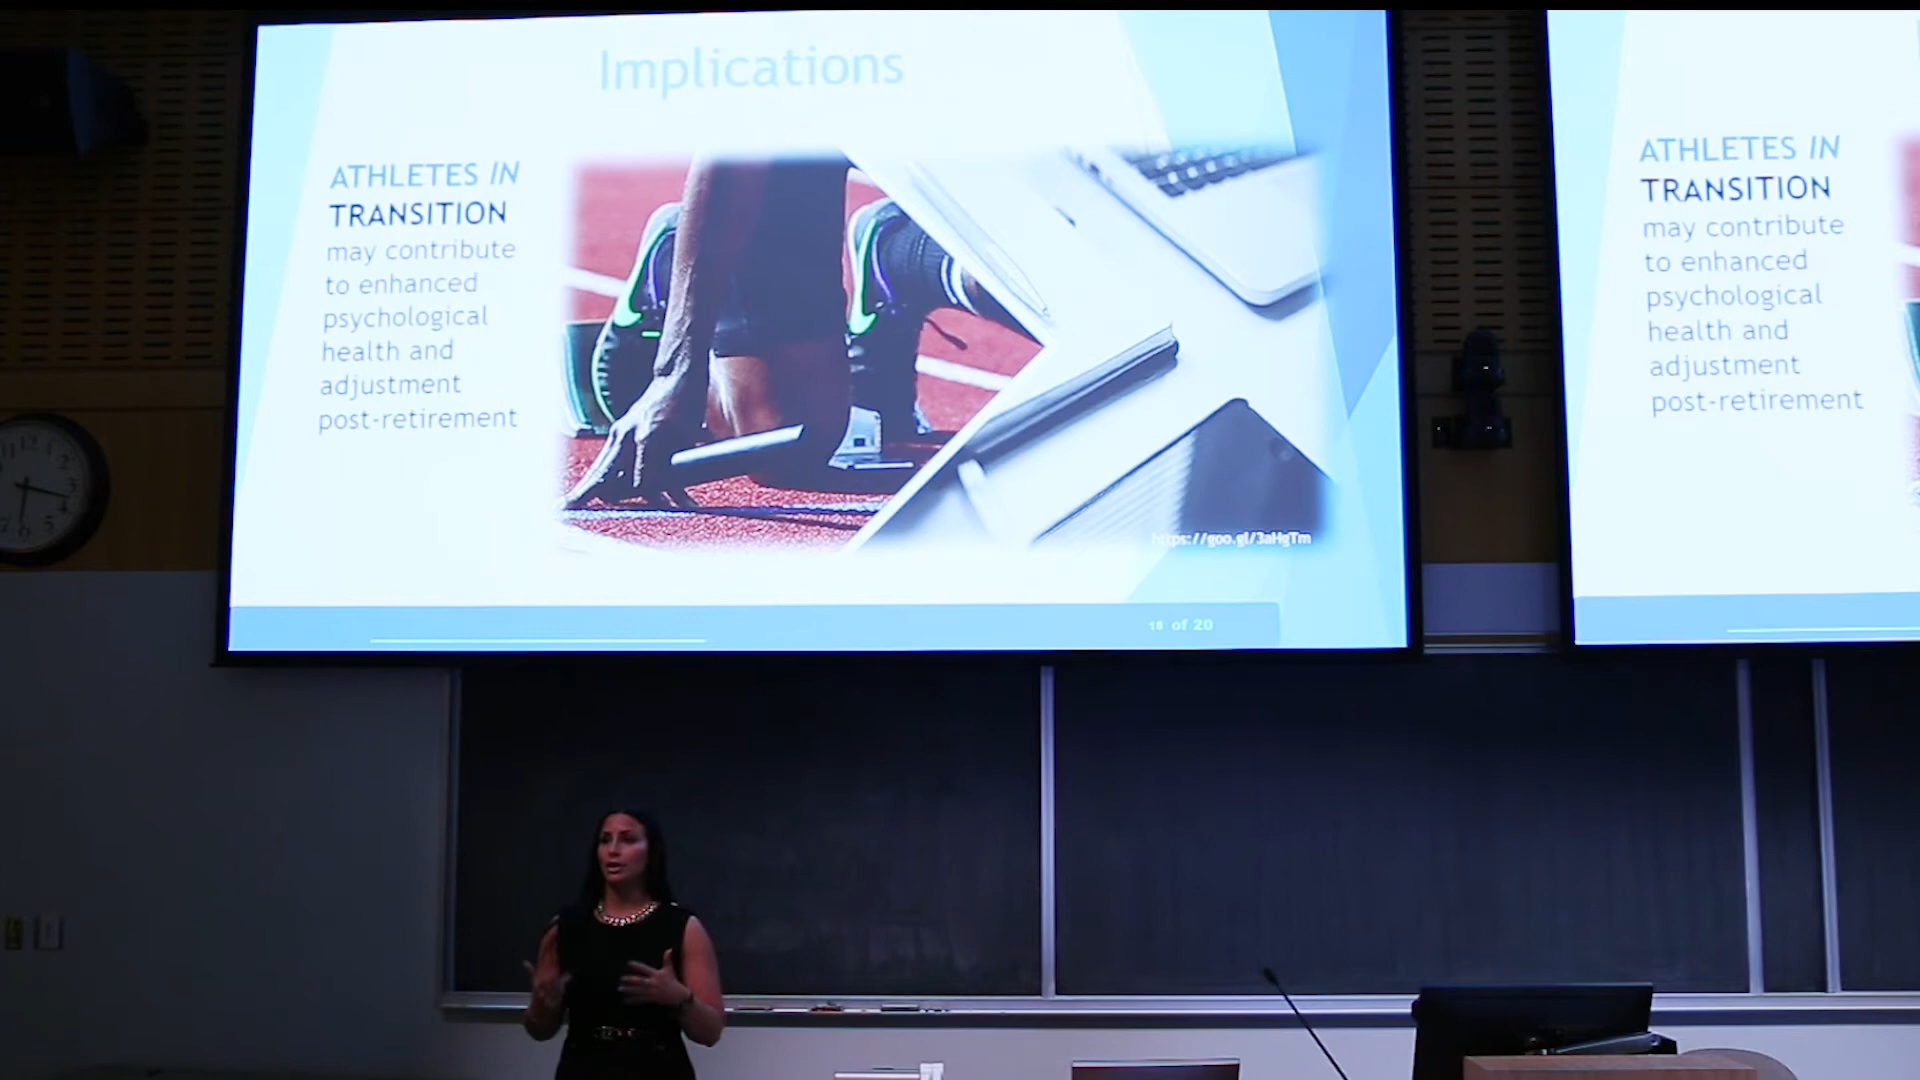 Implications
ATHLETES IN
TRANSITION
may contribute
to enhanced
psychological
health and
adjustment
post-retirement
https://goo.gl/3aHgTm
18 of 20
ATHLETES IN
TRANSITION
may contribute
to enhanced
psychological
health and
adjustment
post-retirement